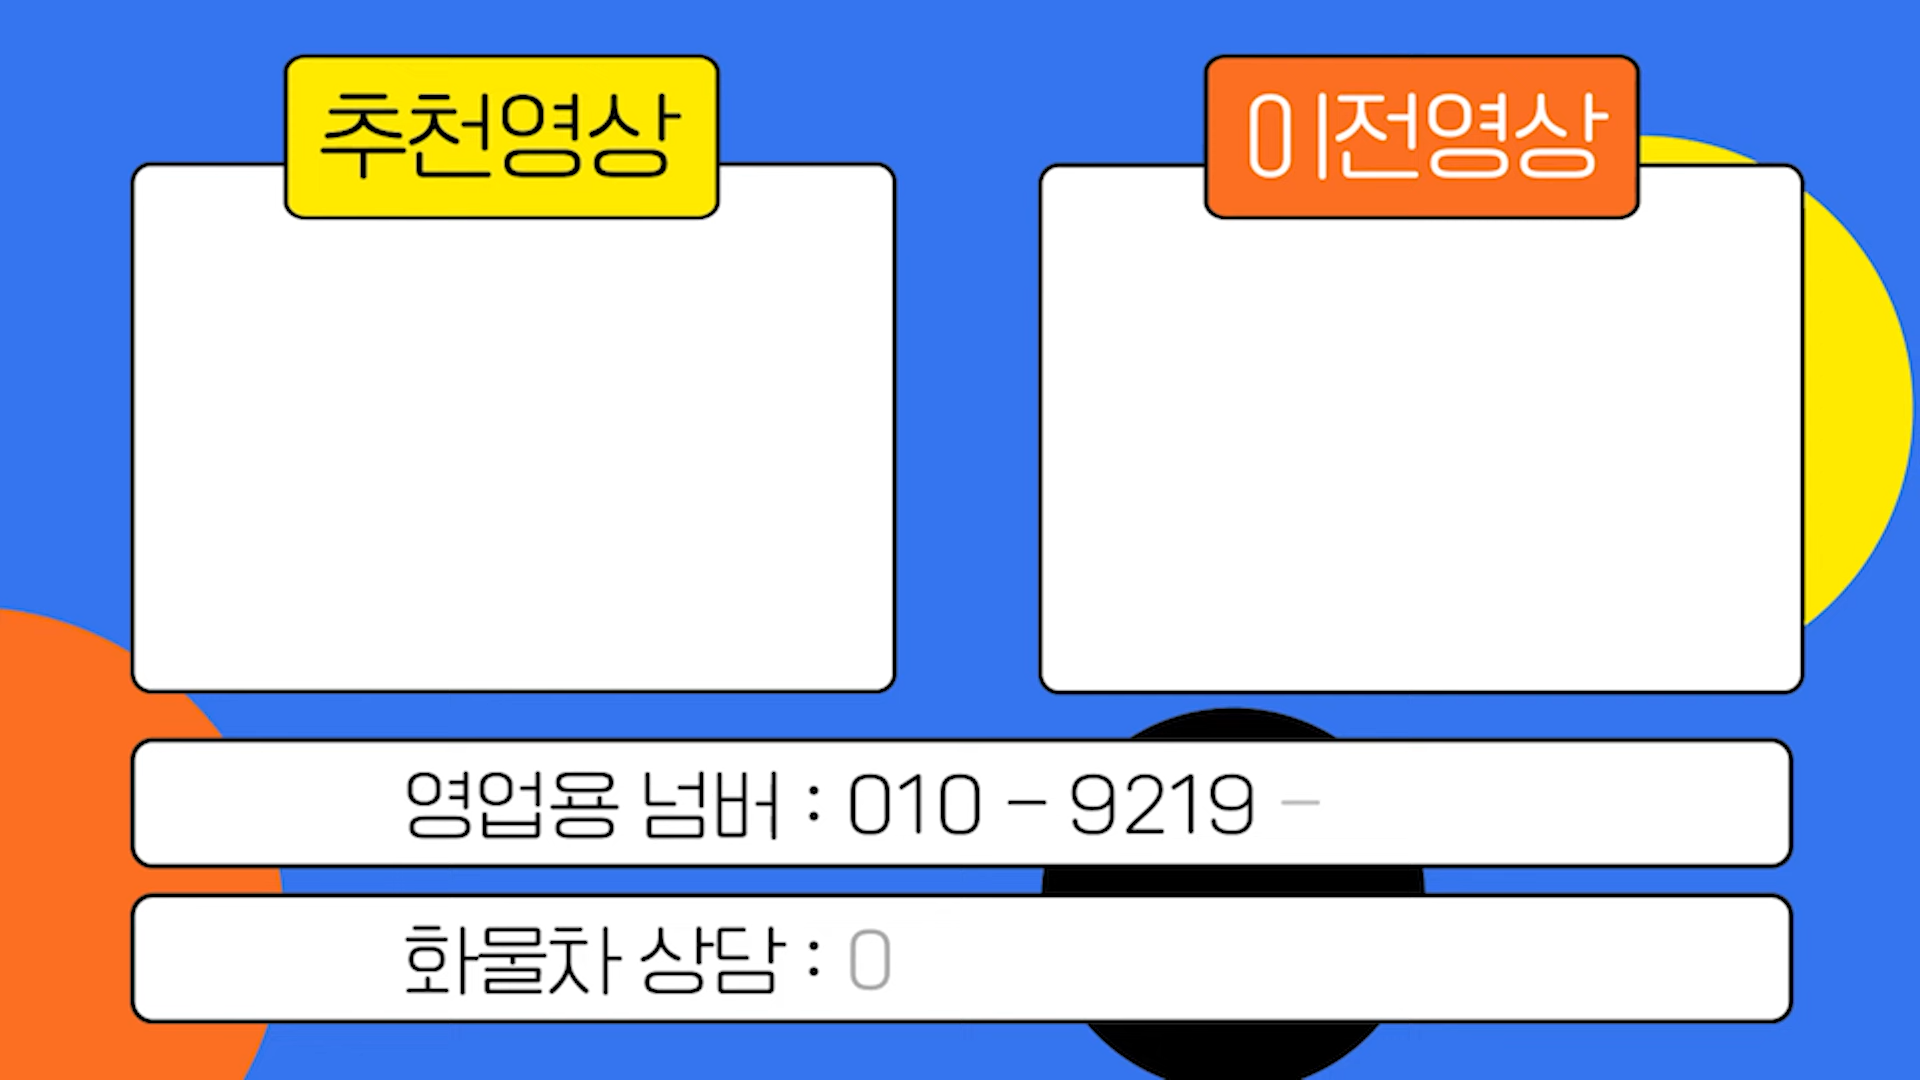 추천영상
이전영상
영업용 넘버 : 010 - 9219 -
화물차 상담 : 0